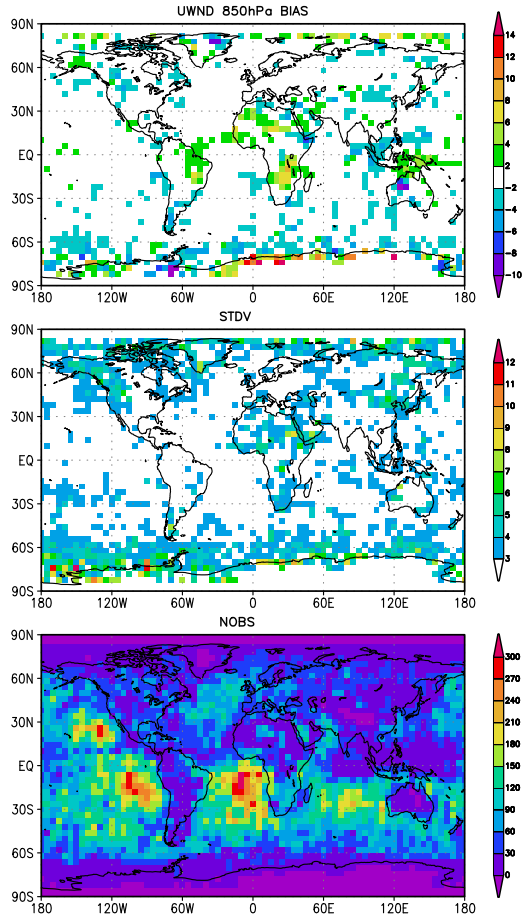 UWND 850hPa BIAS
90N
60N
30N
EQ
30S
60S
90S
180
120W
60W
0
60E
120E
180
14
12
10
8
6
4
2
-2
-4
-6
-8
-10
STDV
90N
60N
30N
EQ
30S
60S
90S
180
120W
60W
0
60E
120E
180
12
11
10
9
8
7
6
5
4
3
NOBS
90N
60N
30N
EQ
30S
60S
90S
180
120W
60W
0
60E
120E
180
300
270
240
210
180
150
120
90
60
30
0